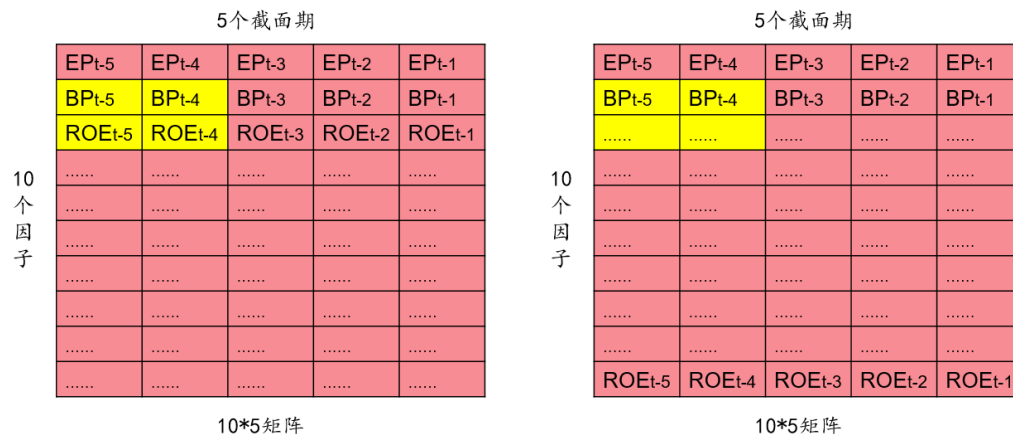 5个截面期
EPt-5 EPt-4 EPt-3 EPt-2 EPt-1
BPt-5 BPt-4 BPt-3 BPt-2 BPt-1
ROEt-5 ROEt-4 ROEt-3 ROEt-2 ROEt-1
...... ...... ...... ...... ......
...... ...... ...... ...... ......
...... ...... ...... ...... ......
...... ...... ...... ...... ......
...... ...... ...... ...... ......
...... ...... ...... ...... ......
...... ...... ...... ...... ......
10个因子
10*5矩阵
5个截面期
EPt-5 EPt-4 EPt-3 EPt-2 EPt-1
BPt-5 BPt-4 BPt-3 BPt-2 BPt-1
...... ...... ...... ...... ......
...... ...... ...... ...... ......
...... ...... ...... ...... ......
...... ...... ...... ...... ......
...... ...... ...... ...... ......
...... ...... ...... ...... ......
...... ...... ...... ...... ......
ROEt-5 ROEt-4 ROEt-3 ROEt-2 ROEt-1
10个因子
10*5矩阵